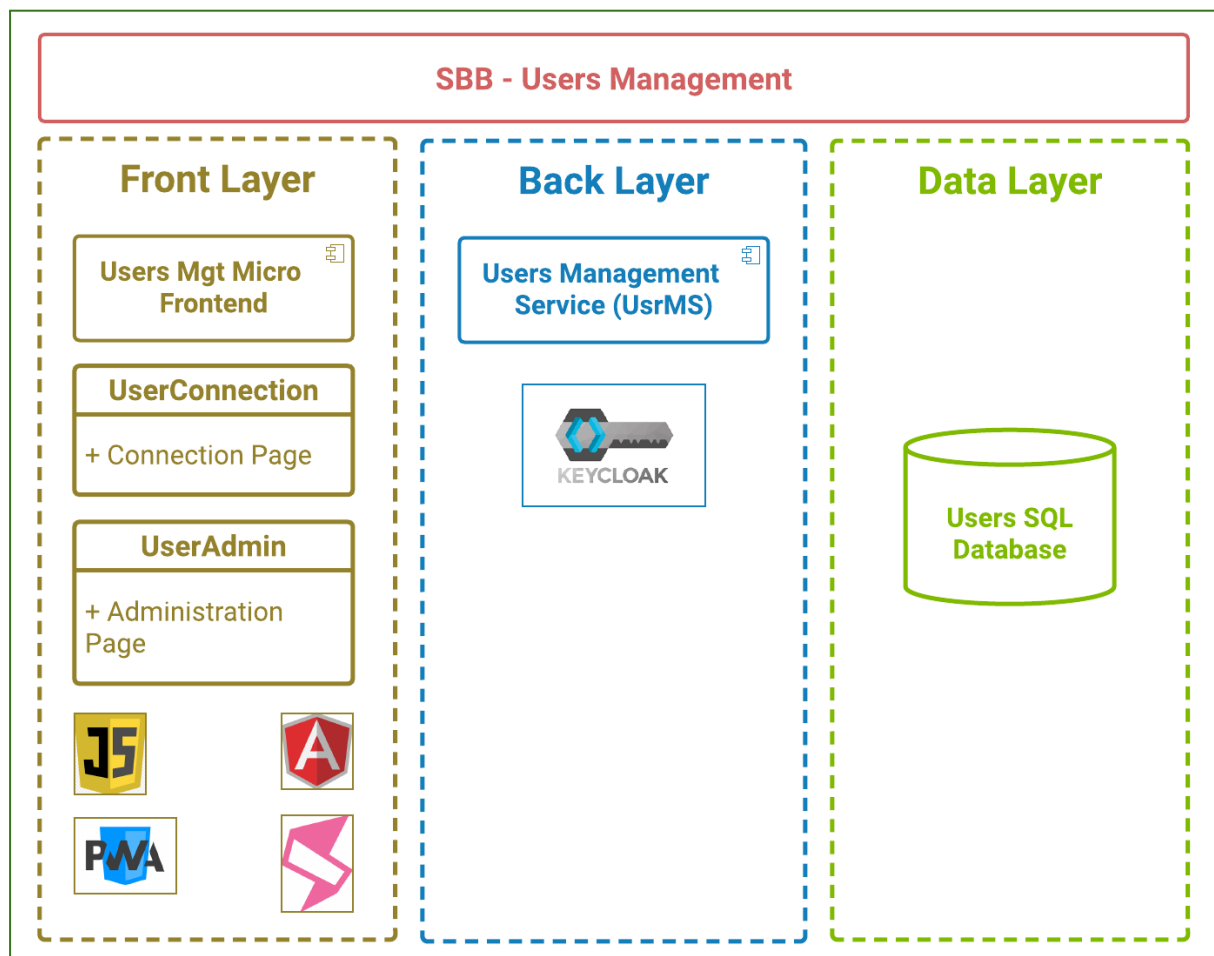 SBB - Users Management
Front Layer
Users Mgt Micro
Frontend
UserConnection
+ Connection Page
UserAdmin
+ Administration
Page
JS
A
PWA
Back Layer
Users Management
Service (UsrMS)
KEYCLOAK
Data Layer
Users SQL
Database